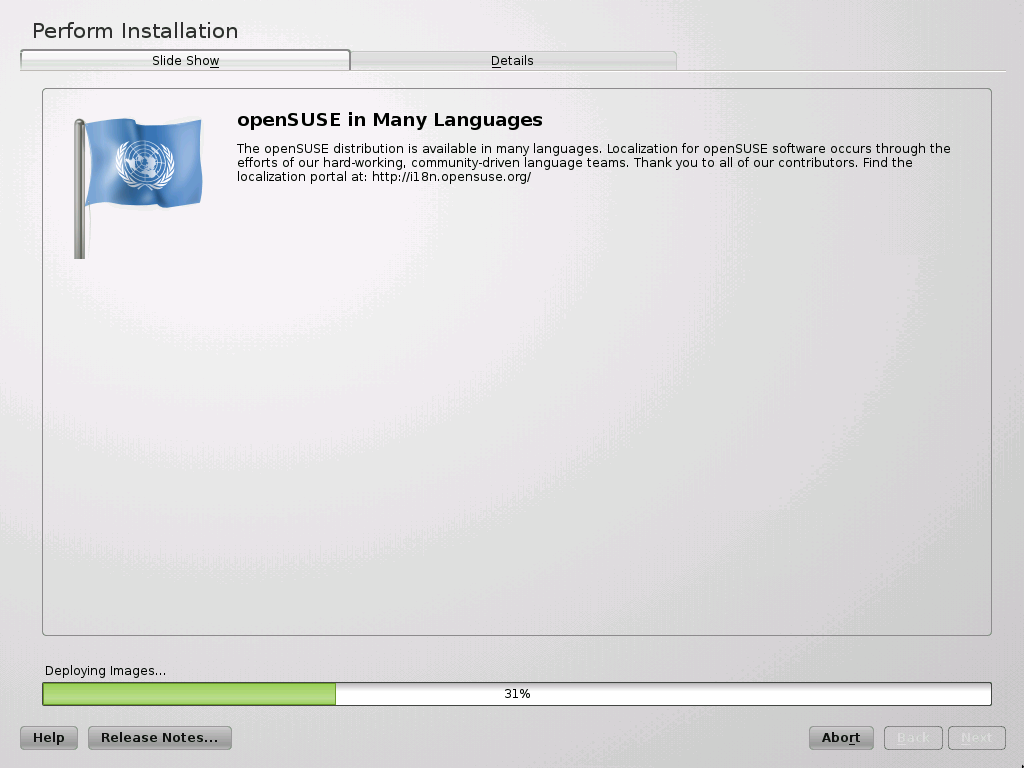 Perform Installation
Slide Show
Details
openSUSE in Many Languages
The openSUSE distribution is available in many languages. Localization for openSUSE software occurs through the
efforts of our hard-working, community-driven language teams. Thank you to all of our contributors. Find the
localization portal at: http://i18n.opensuse.org/
Deploying Images...
31%
Help
Release Notes...
Abort
Back
Next